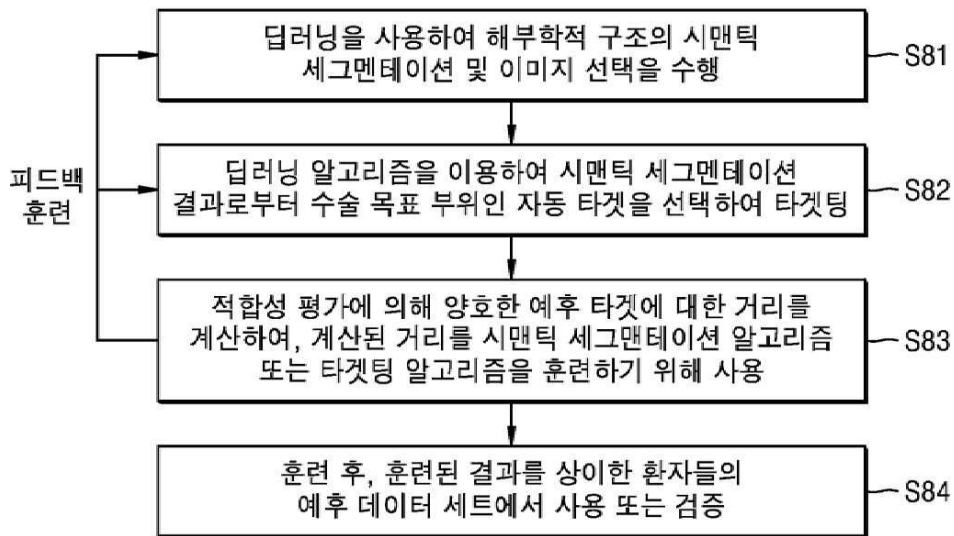 딥러닝을 사용하여 해부학적 구조의 시맨틱
세그멘테이션 및 이미지 선택을 수행
S81
피드백
훈련
딥러닝 알고리즘을 이용하여 시맨틱 세그멘테이션
결과로부터 수술 목표 부위인 자동 타겟을 선택하여 타겟팅
S82
적합성 평가에 의해 양호한 예후 타겟에 대한 거리를
계산하여, 계산된 거리를 시맨틱 세그맨테이션 알고리즘
또는 타겟팅 알고리즘을 훈련하기 위해 사용
S83
훈련 후, 훈련된 결과를 상이한 환자들의
예후 데이터 세트에서 사용 또는 검증
S84